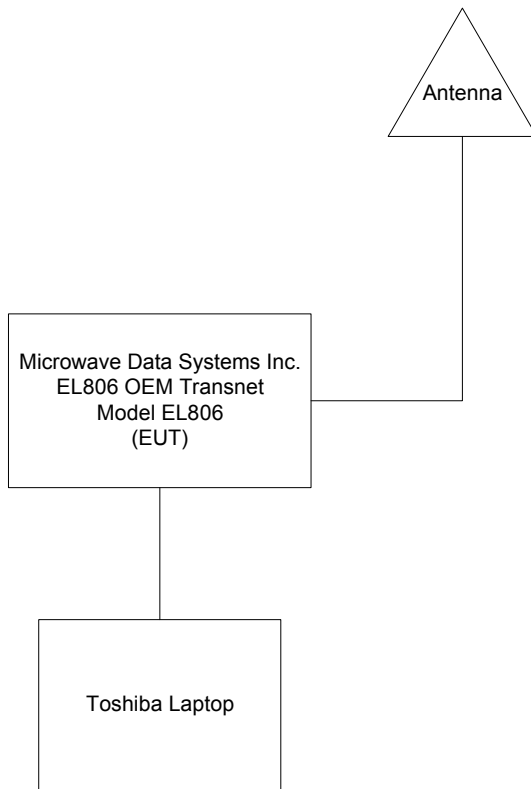 Antenna
Microwave Data Systems Inc.
EL806 OEM Transnet
Model EL806
(EUT)
Toshiba Laptop